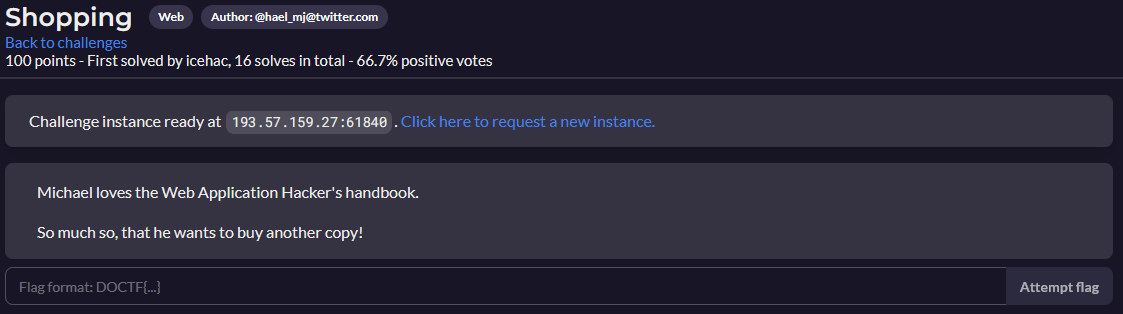 Shopping Web Author: @hael_mj@twitter.com
Back to challenges
100 points - First solved by icehac, 16 solves in total - 66.7% positive votes
Challenge instance ready at 193.57.159.27:61840. Click here to request a new instance.
Michael loves the Web Application Hacker's handbook.
So much so, that he wants to buy another copy!
Flag format: DOCTF{...} Attempt flag